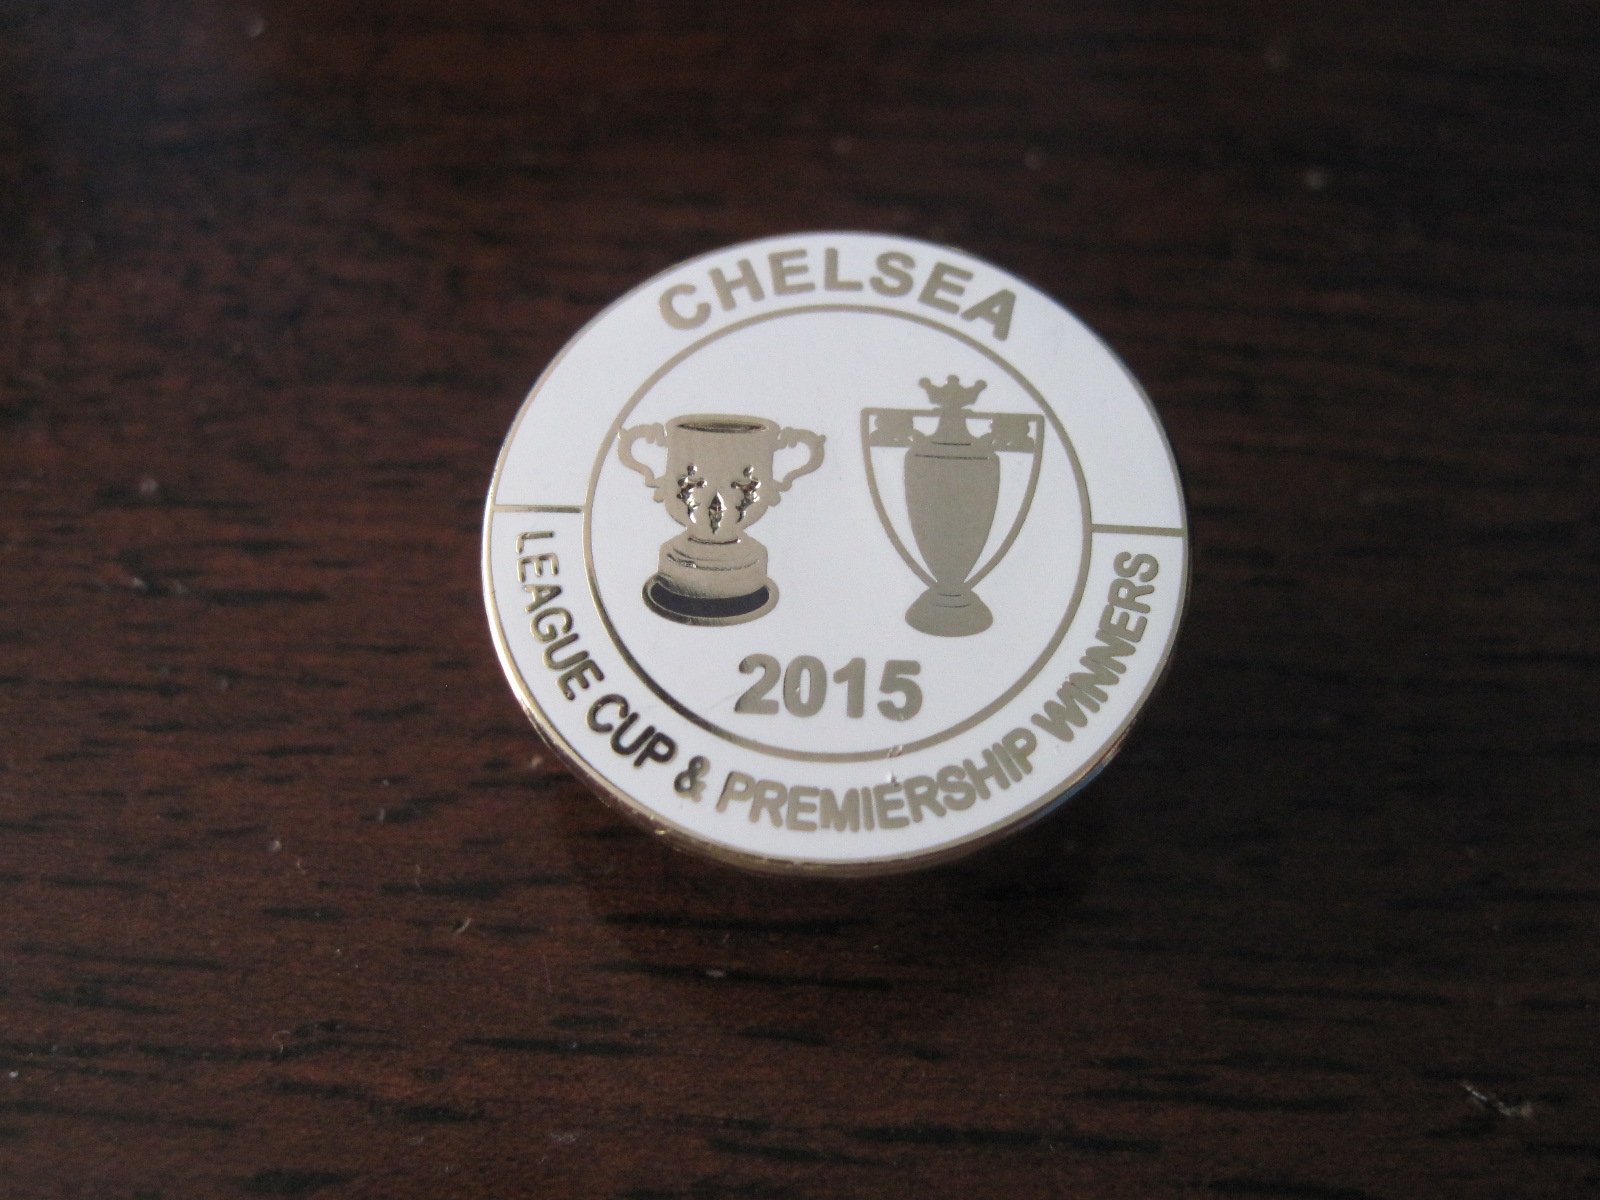 CHELSEA
2015
LEAGUE CUP & PREMIERSHIP WINNERS